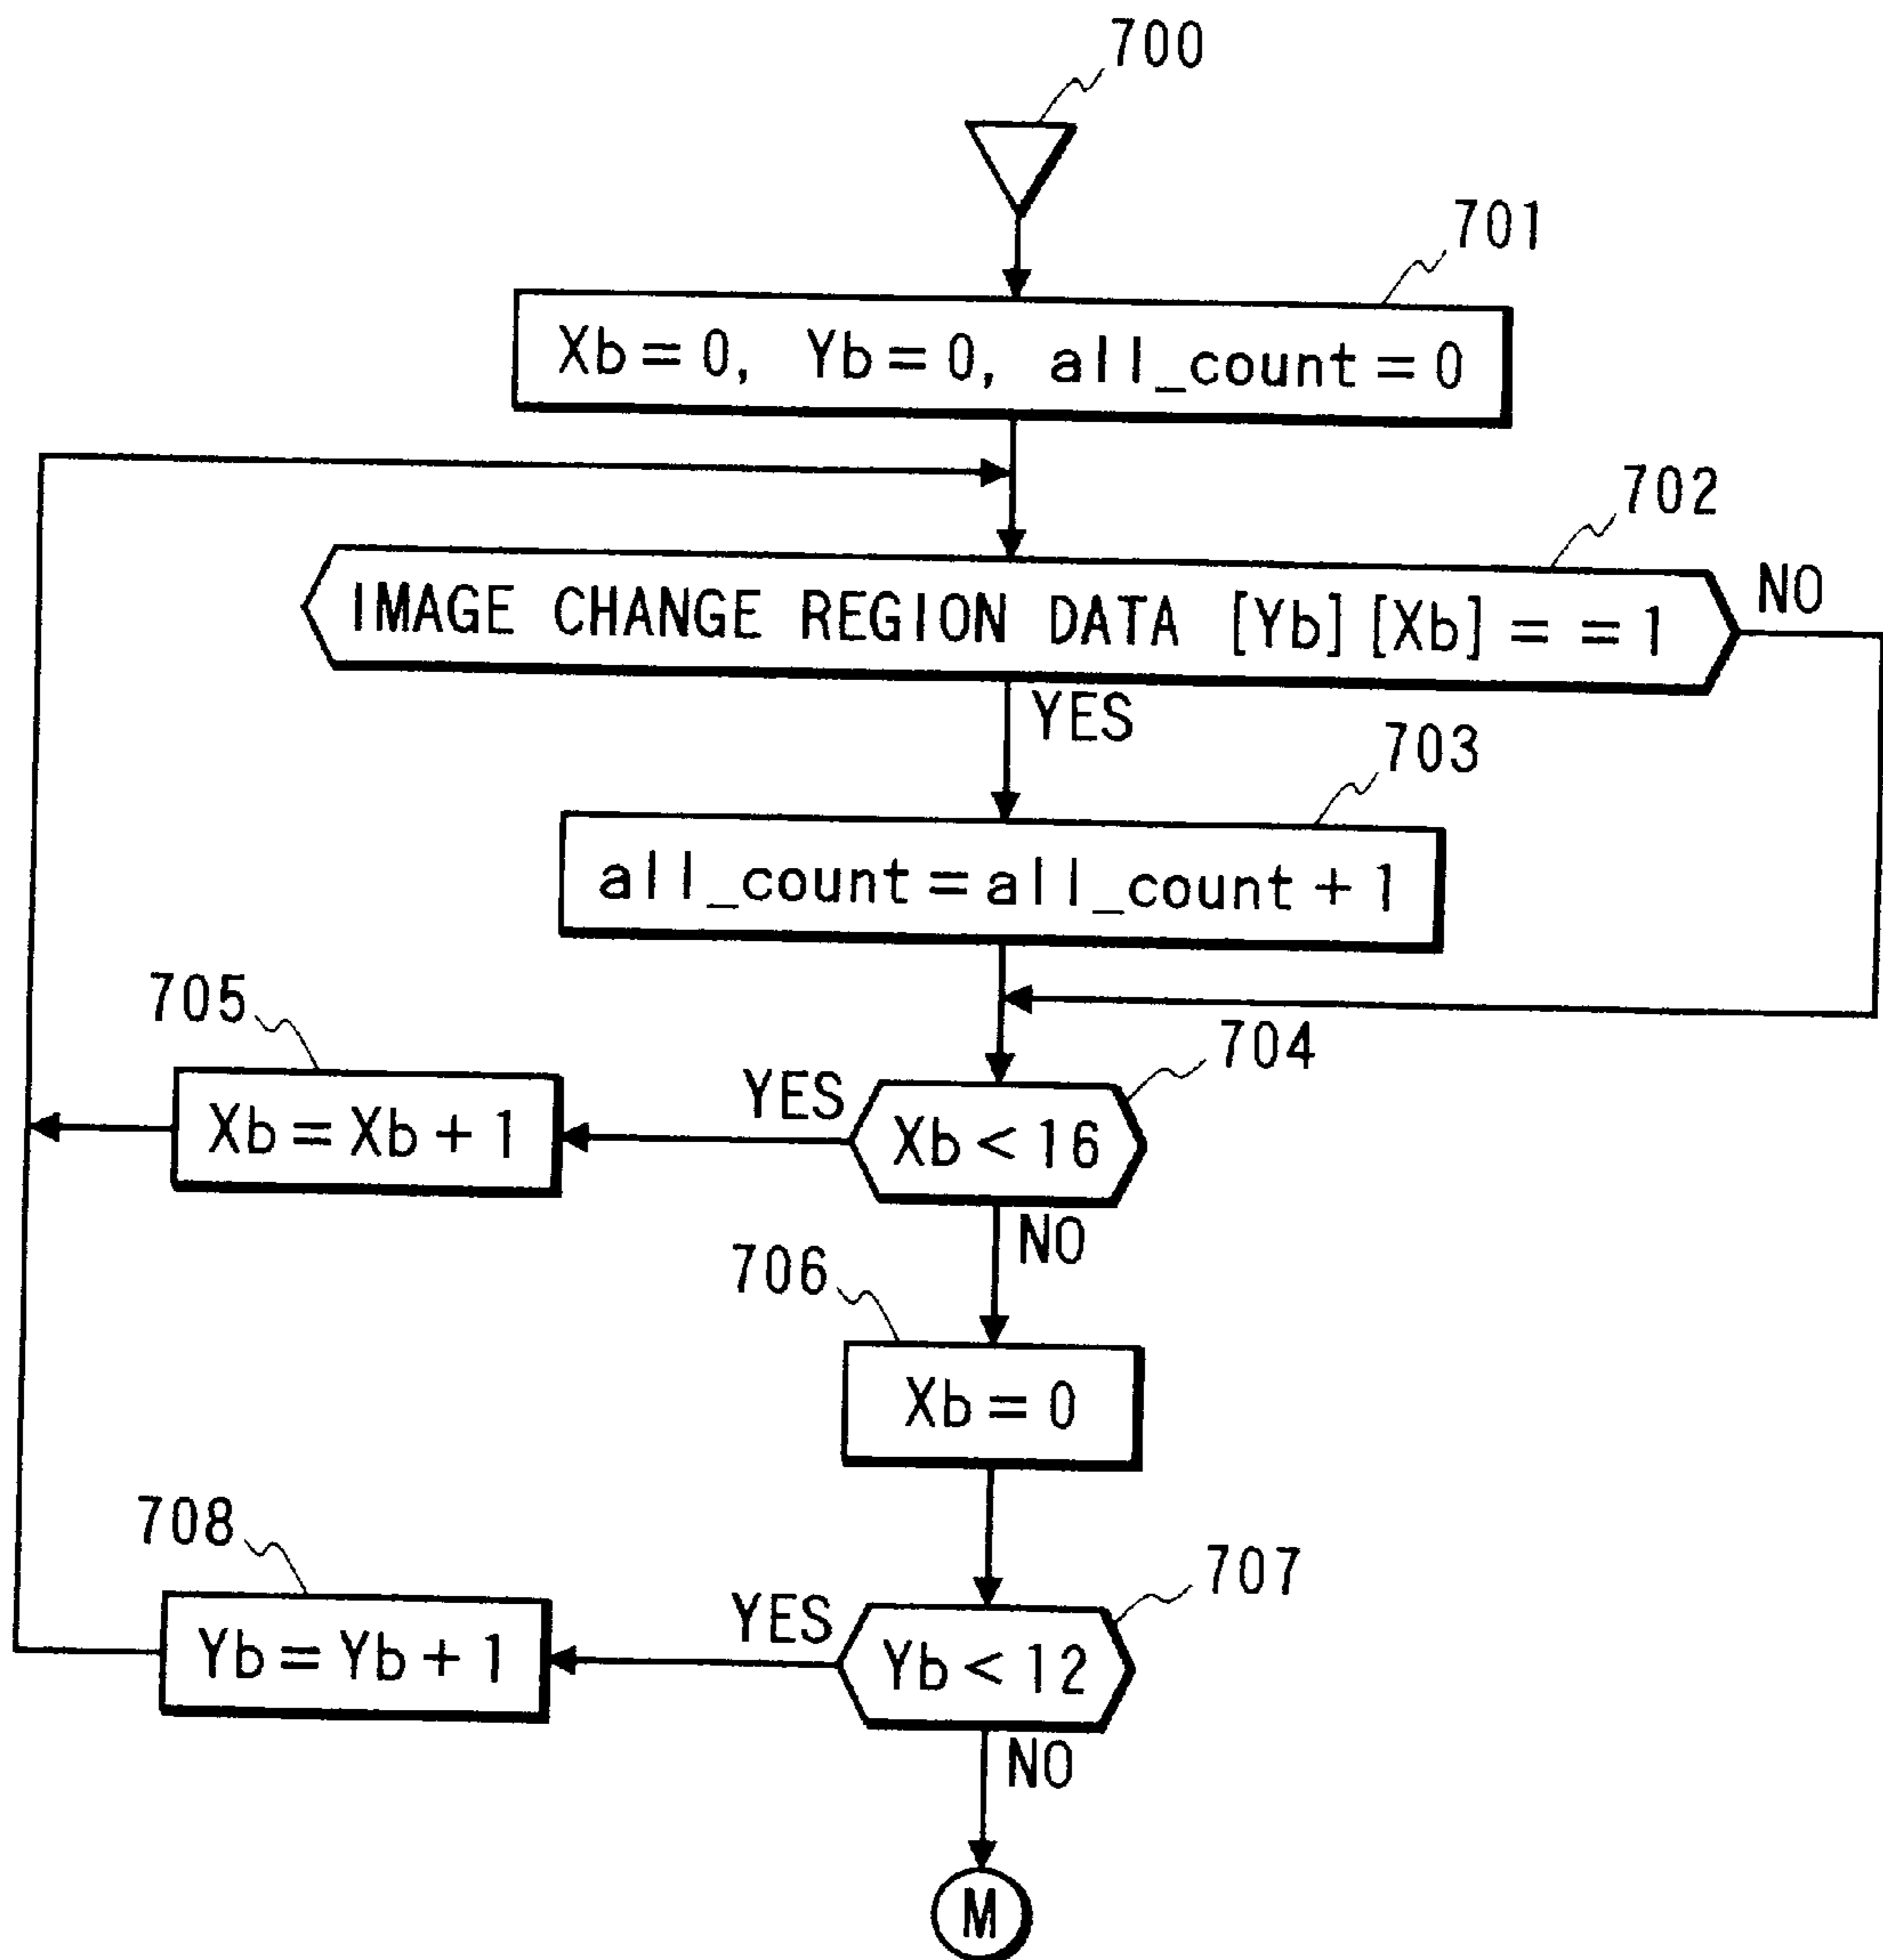 700
701
Xb=0, Yb=0, all_count=0
702
IMAGE CHANGE REGION DATA [Yb][Xb]==1
NO
YES
703
all_count=all_count+1
705
704
Xb=Xb+1
YES
Xb<16
NO
706
Xb=0
708
707
Yb=Yb+1
YES
Yb<12
NO
M